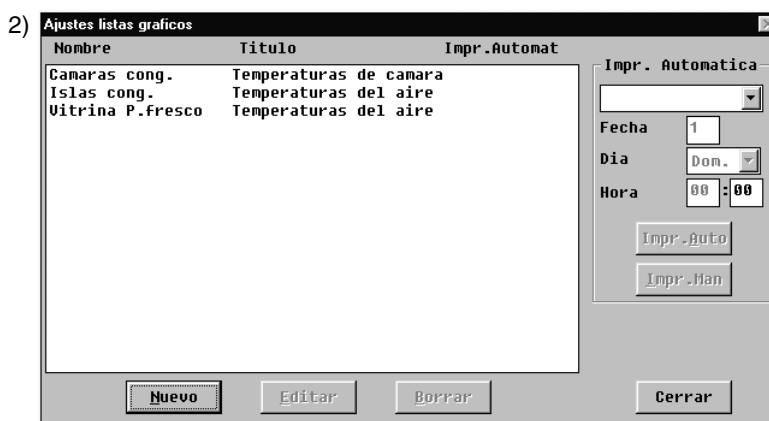 2)
Ajustes listas graficos
Nombre Titulo Impr.Automat
Camaras cong. Temperaturas de camara
Islas cong. Temperaturas del aire
Vitrina P.fresco Temperaturas del aire
Impr. Automatica
Fecha 1
Dia Dom.
Hora 00 : 00
Impr.Auto
Impr.Man
Nuevo Editar Borrar Cerrar